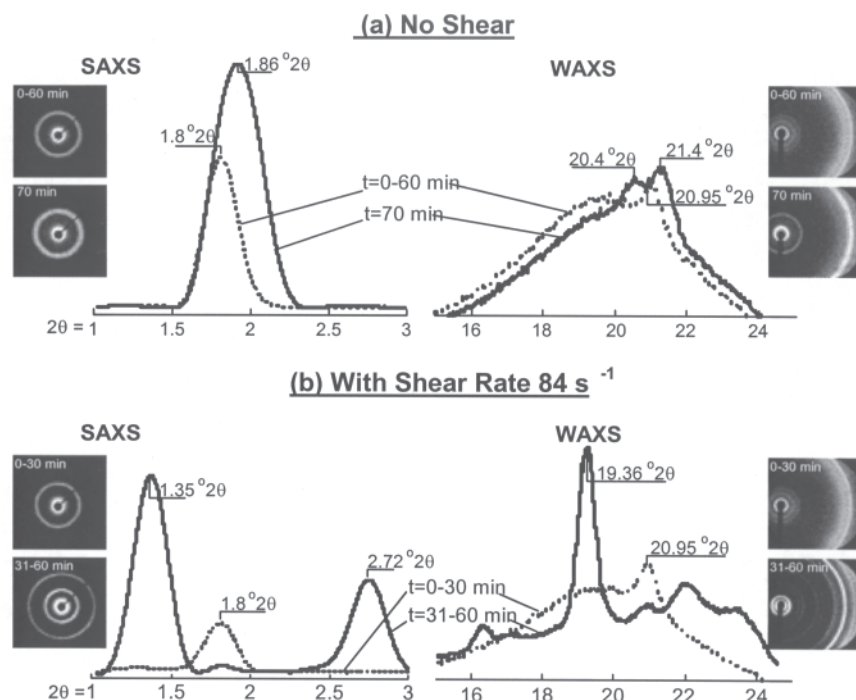 (a) No Shear
SAXS
WAXS
0-60 min
1.86 °2θ
0-60 min
1.8°2θ
20.4°2θ
21.4 °2θ
t=0-60 min
20.95 °2θ
70 min
t=70 min
70 min
2θ = 1 1.5 2 2.5 3
16 18 20 22 24
(b) With Shear Rate 84 s⁻¹
SAXS
WAXS
0-30 min
1.35 °2θ
19.36 °2θ
0-30 min
2.72 °2θ
20.95 °2θ
31-60 min
1.8°2θ
t=0-30 min
31-60 min
t=31-60 min
2θ = 1 1.5 2 2.5 3
16 18 20 22 24